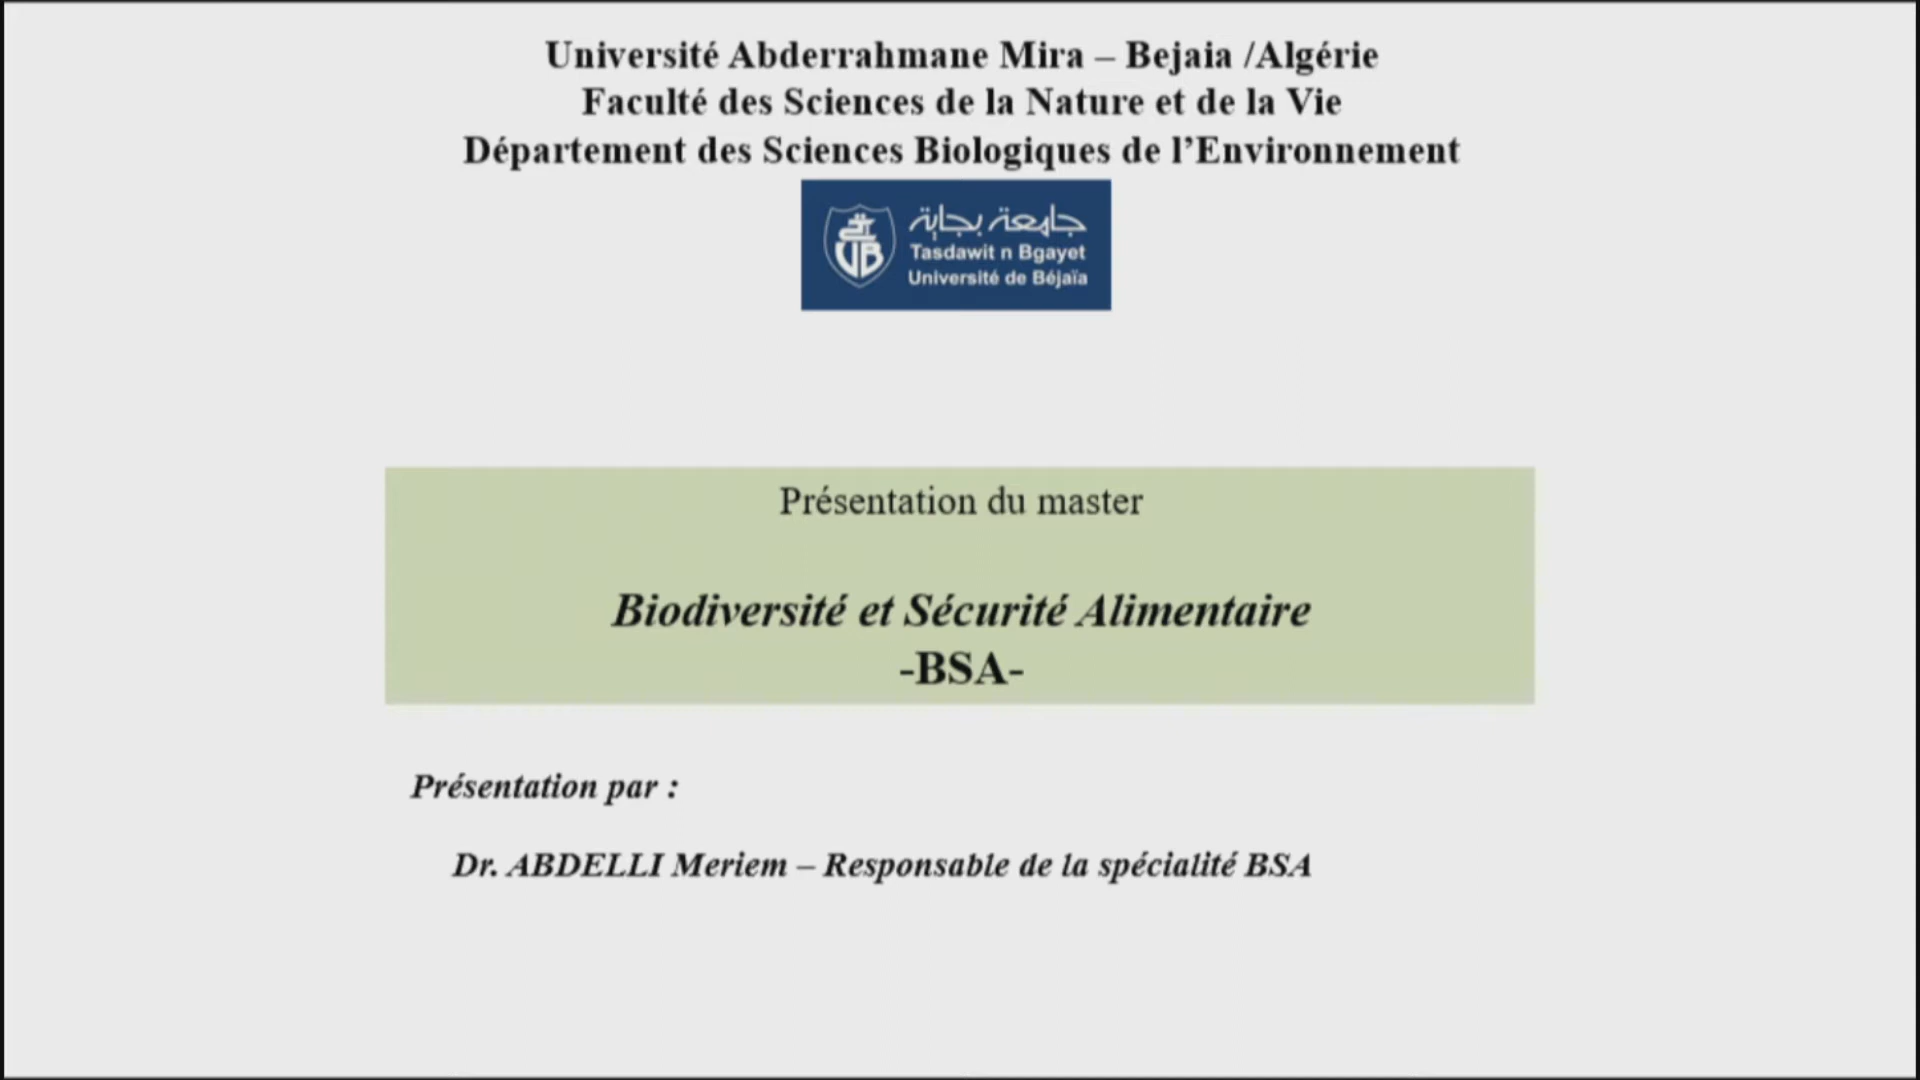 Université Abderrahmane Mira – Bejaia /Algérie
Faculté des Sciences de la Nature et de la Vie
Département des Sciences Biologiques de l’Environnement
جامعة بجاية
Tasdawit n Bgayet
Université de Béjaïa
UB
Présentation du master
Biodiversité et Sécurité Alimentaire
-BSA-
Présentation par :
Dr. ABDELLI Meriem – Responsable de la spécialité BSA